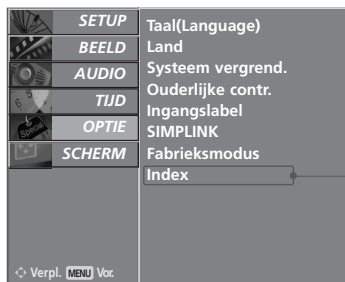 SETUP
BEELD
AUDIO
TIJD
OPTIE
SCHERM
Taal(Language)
Land
Systeem vergrend.
Ouderlijke contr.
Ingangslabel
SIMPLINK
Fabrieksmodus
Index
Verpl. MENU Vor.